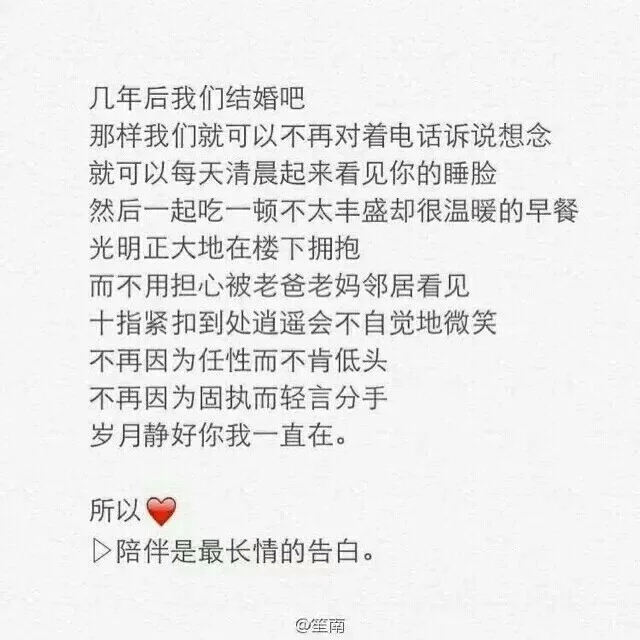 几年后我们结婚吧
那样我们就可以不再对着电话诉说想念
就可以每天清晨起来看见你的睡脸
然后一起吃一顿不太丰盛却很温暖的早餐
光明正大地在楼下拥抱
而不用担心被老爸老妈邻居看见
十指紧扣到处逍遥会不自觉地微笑
不再因为任性而不肯低头
不再因为固执而轻言分手
岁月静好你我一直在。
所以❤️
▷陪伴是最长情的告白。
@笙南